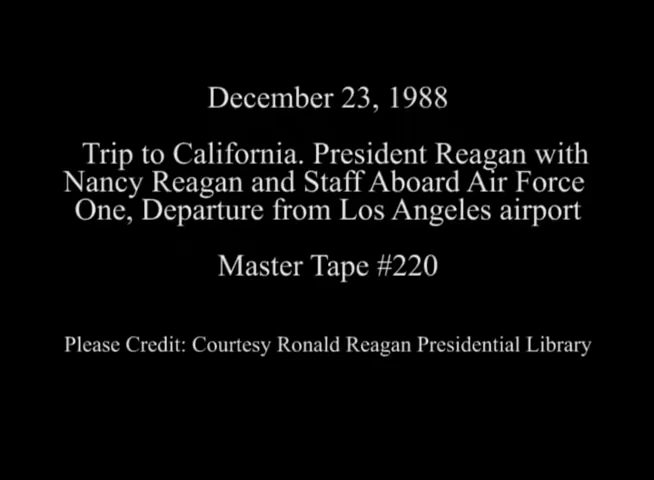 December 23, 1988
Trip to California. President Reagan with
Nancy Reagan and Staff Aboard Air Force
One, Departure from Los Angeles airport
Master Tape #220
Please Credit: Courtesy Ronald Reagan Presidential Library